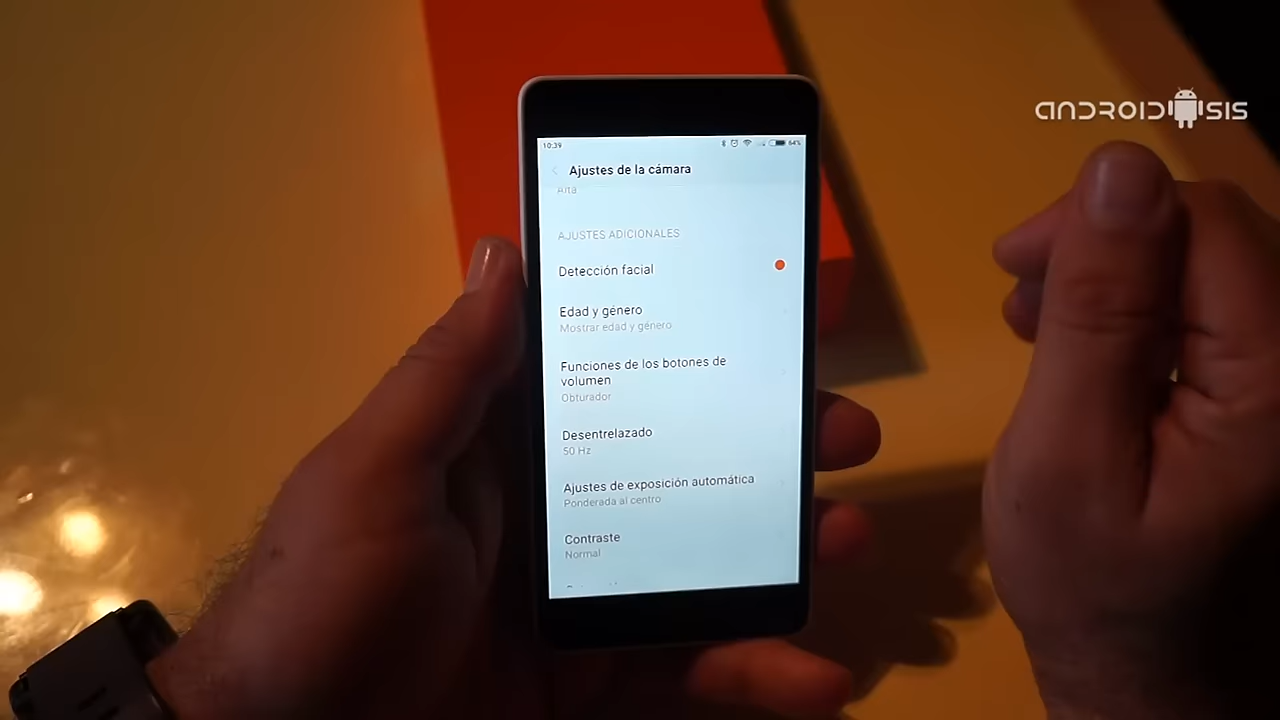 ANDROIDSIS
10:39
64%
Ajustes de la cámara
Alta
AJUSTES ADICIONALES
Detección facial
Edad y género
Mostrar edad y género
Funciones de los botones de
volumen
Obturador
Desentrelazado
50 Hz
Ajustes de exposición automática
Ponderada al centro
Contraste
Normal